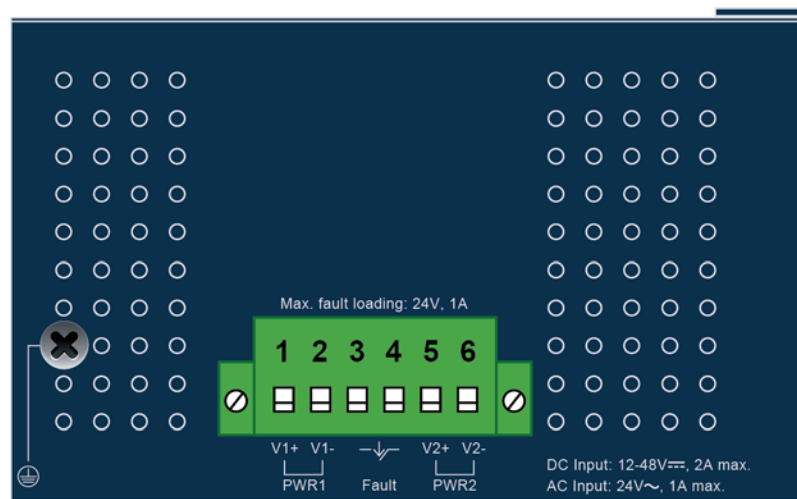 Max. fault loading: 24V, 1A
1 2 3 4 5 6
V1+ V1- V2+ V2-
PWR1 Fault PWR2
DC Input: 12-48V⎓, 2A max.
AC Input: 24V∿, 1A max.